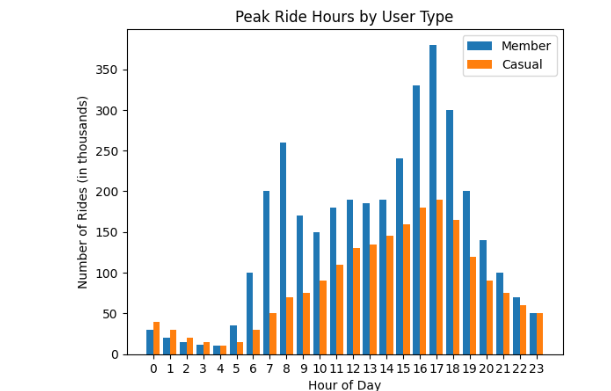 Peak Ride Hours by User Type
Member
Casual
Number of Rides (in thousands)
350
300
250
200
150
100
50
0
0 1 2 3 4 5 6 7 8 9 10 11 12 13 14 15 16 17 18 19 20 21 22 23
Hour of Day